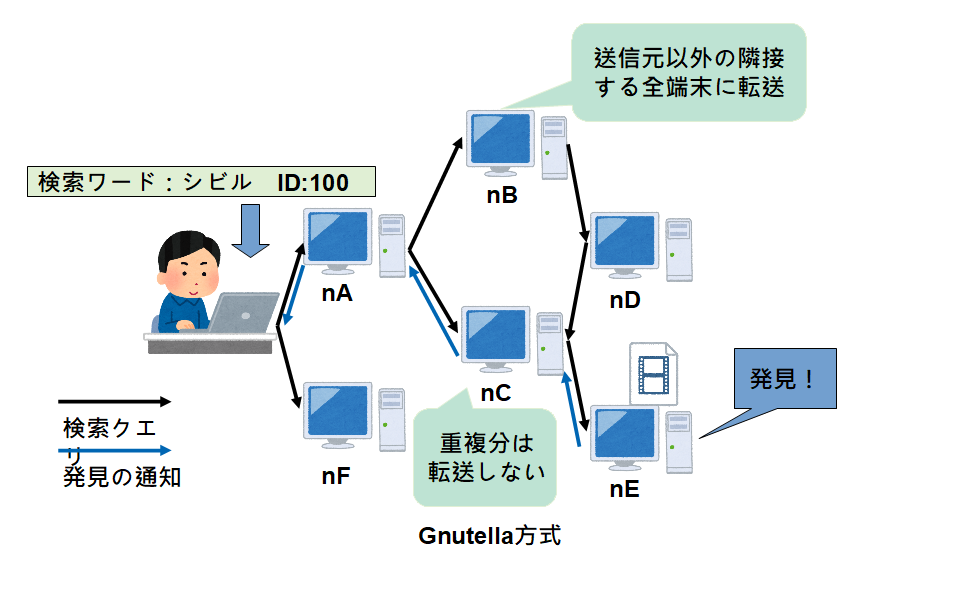 送信元以外の隣接
する全端末に転送
検索ワード：シビル ID:100
nB
nA
nD
nC
発見！
nF
重複分は
転送しない
nE
検索クエ
リ
発見の通知
Gnutella方式